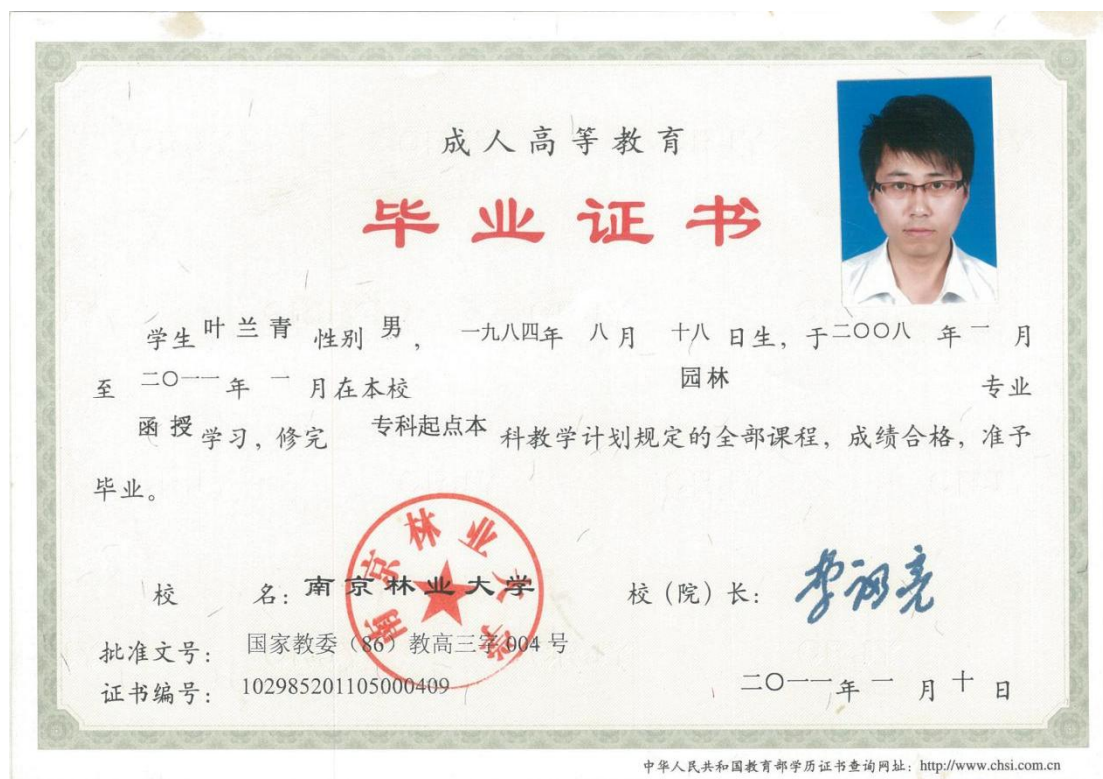 成人高等教育
毕业证书
学生 叶兰青 性别 男, 一九八四年 八月 十八 日生, 于二〇〇八 年 一 月
至 二〇一一 年 一 月在本校 园林 专业
函授 学习, 修完 专科起点本 科教学计划规定的全部课程, 成绩合格, 准予
毕业。
南京林业大学
校 名: 南京林业大学 校(院)长:
批准文号: 国家教委(86)教高三字 004 号
证书编号: 102985201105000409 二〇一一 年 一 月 十 日
中华人民共和国教育部学历证书查询网址: http://www.chsi.com.cn